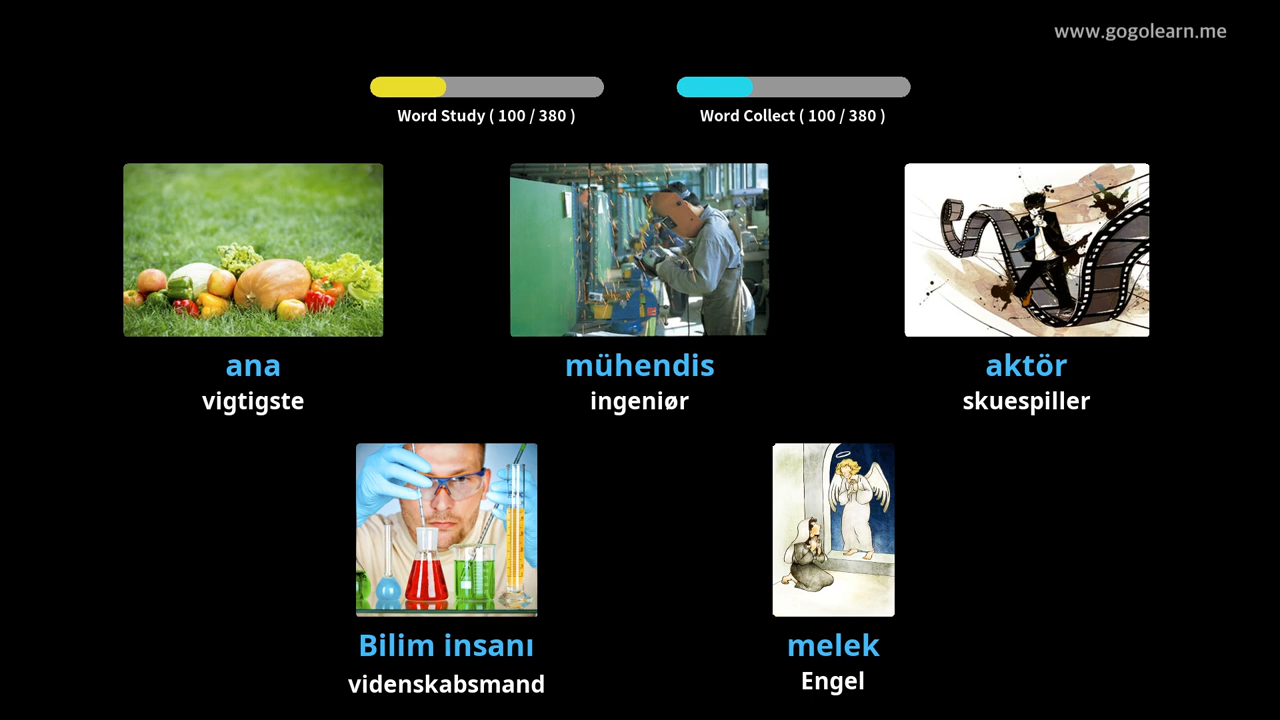 www.gogolearn.me
Word Study ( 100 / 380 )
Word Collect ( 100 / 380 )
ana
vigtigste
mühendis
ingeniør
aktör
skuespiller
Bilim insanı
videnskabsmand
melek
Engel